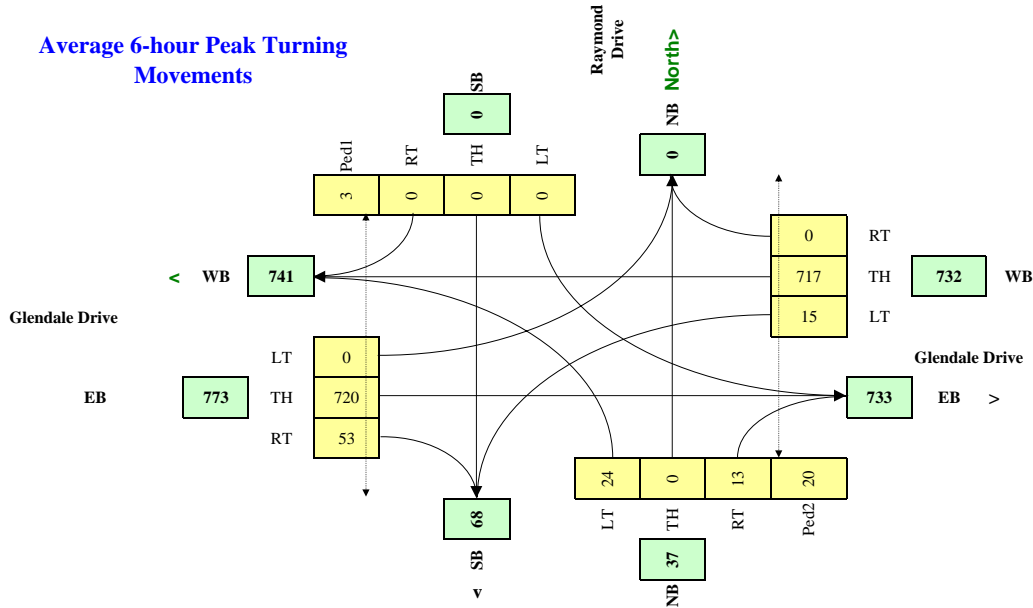 Average 6-hour Peak Turning
Movements
Raymond
Drive
North>
SB
0
NB
0
Ped1
RT
TH
LT
3
0
0
0
0
RT
< WB
741
717
TH
732
WB
15
LT
Glendale Drive
LT
0
Glendale Drive
EB
773
TH
720
733
EB >
RT
53
24
0
13
20
LT
TH
RT
Ped2
68
SB
v
37
NB